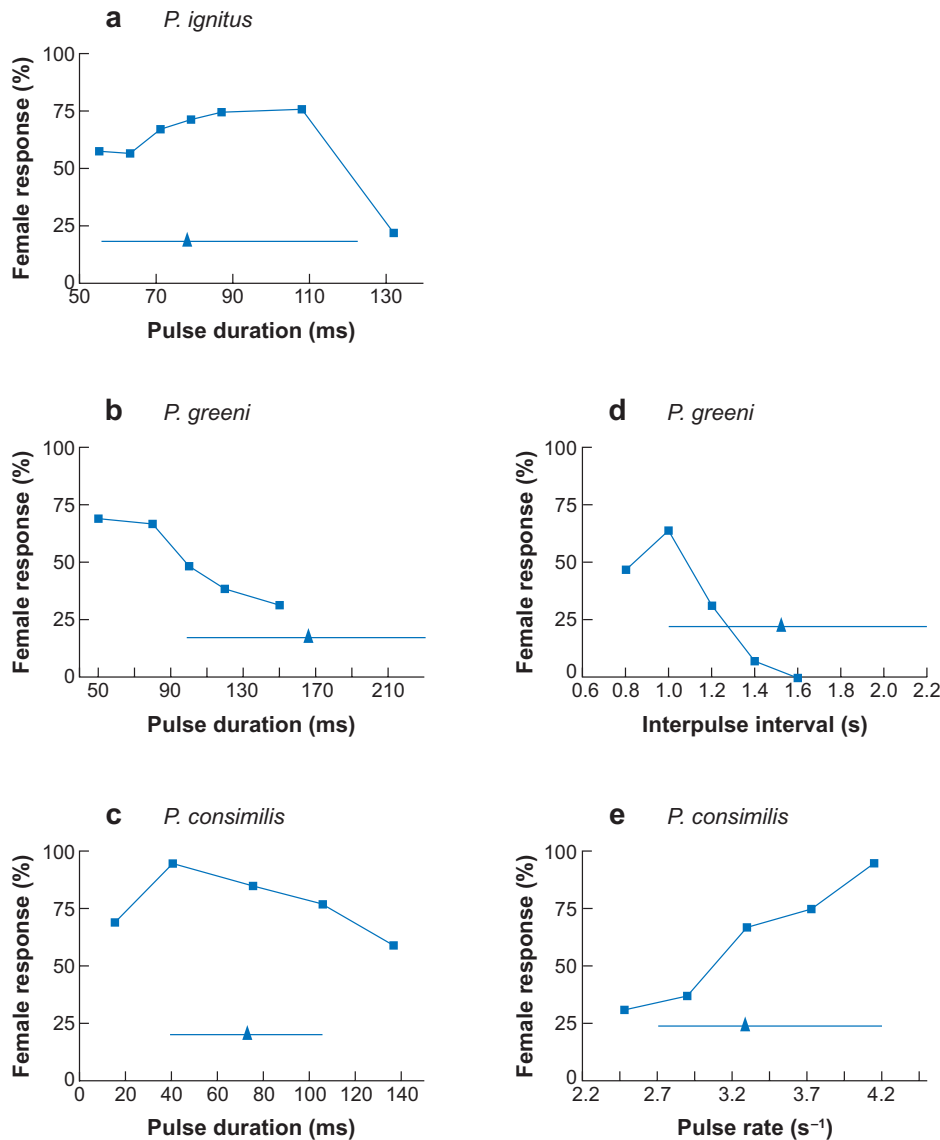 a P. ignitus
Female response (%)
100
75
50
25
0
50 70 90 110 130
Pulse duration (ms)
b P. greeni
Female response (%)
100
75
50
25
0
50 90 130 170 210
Pulse duration (ms)
d P. greeni
Female response (%)
100
75
50
25
0
0.6 0.8 1.0 1.2 1.4 1.6 1.8 2.0 2.2
Interpulse interval (s)
c P. consimilis
Female response (%)
100
75
50
25
0
0 20 40 60 80 100 120 140
Pulse duration (ms)
e P. consimilis
Female response (%)
100
75
50
25
0
2.2 2.7 3.2 3.7 4.2
Pulse rate (s⁻¹)